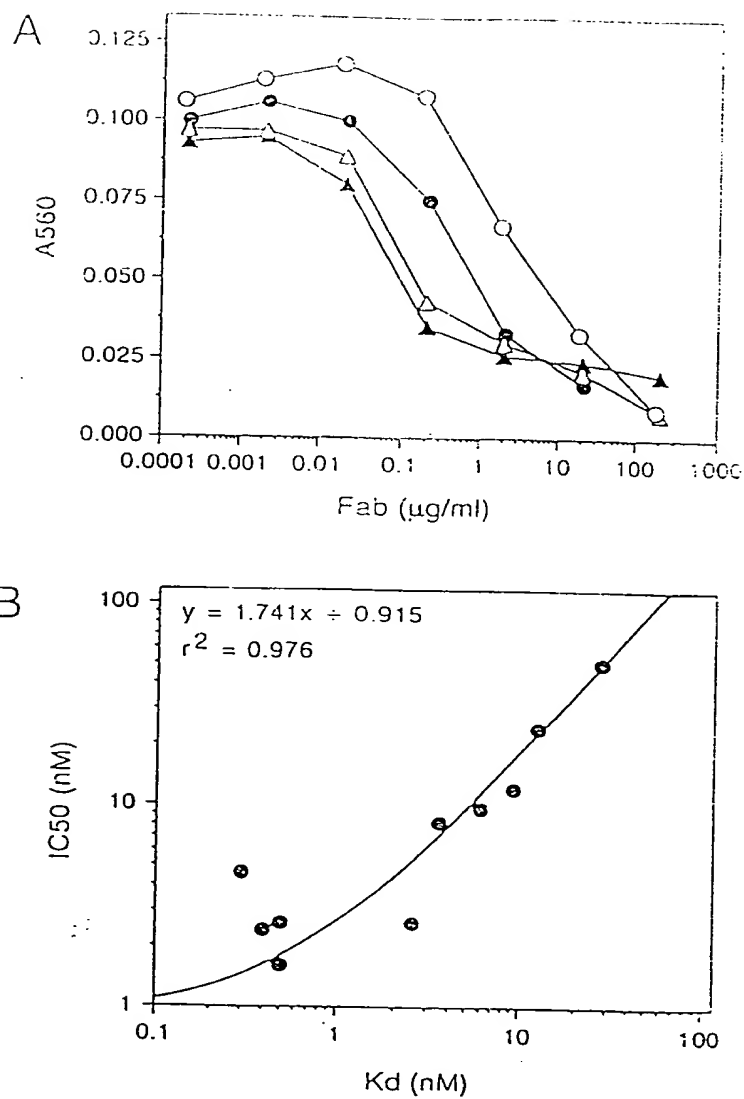 A
0.125
0.100
0.075
0.050
0.025
0.000
A560
0.0001 0.001 0.01 0.1 1 10 100 1000
Fab (µg/ml)
B
100
10
1
IC50 (nM)
y = 1.741x ÷ 0.915
r2 = 0.976
0.1 1 10 100
Kd (nM)